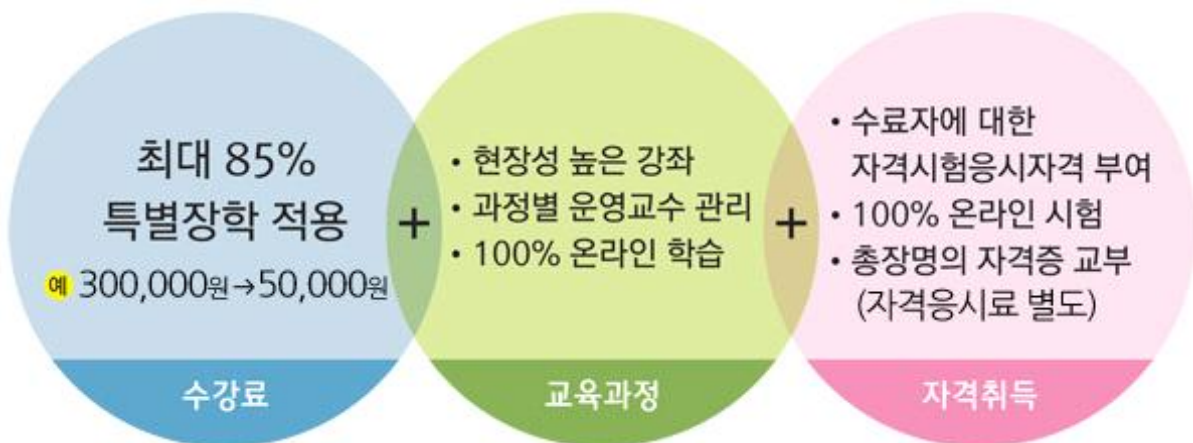 최대 85%
특별장학 적용
예 300,000원→50,000원
수강료
+
• 현장성 높은 강좌
• 과정별 운영교수 관리
• 100% 온라인 학습
교육과정
+
• 수료자에 대한
자격시험응시자격 부여
• 100% 온라인 시험
• 총장명의 자격증 교부
(자격응시료 별도)
자격취득